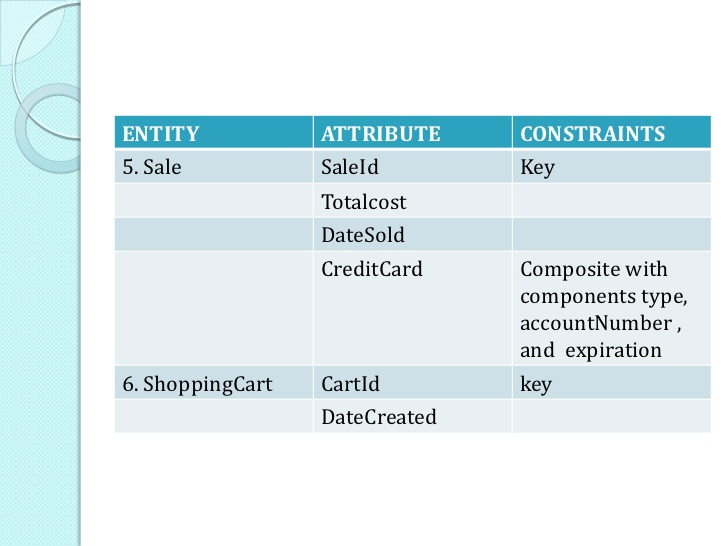 ENTITY ATTRIBUTE CONSTRAINTS
5. Sale SaleId Key
Totalcost
DateSold
CreditCard Composite with
components type,
accountNumber ,
and expiration
6. ShoppingCart CartId key
DateCreated